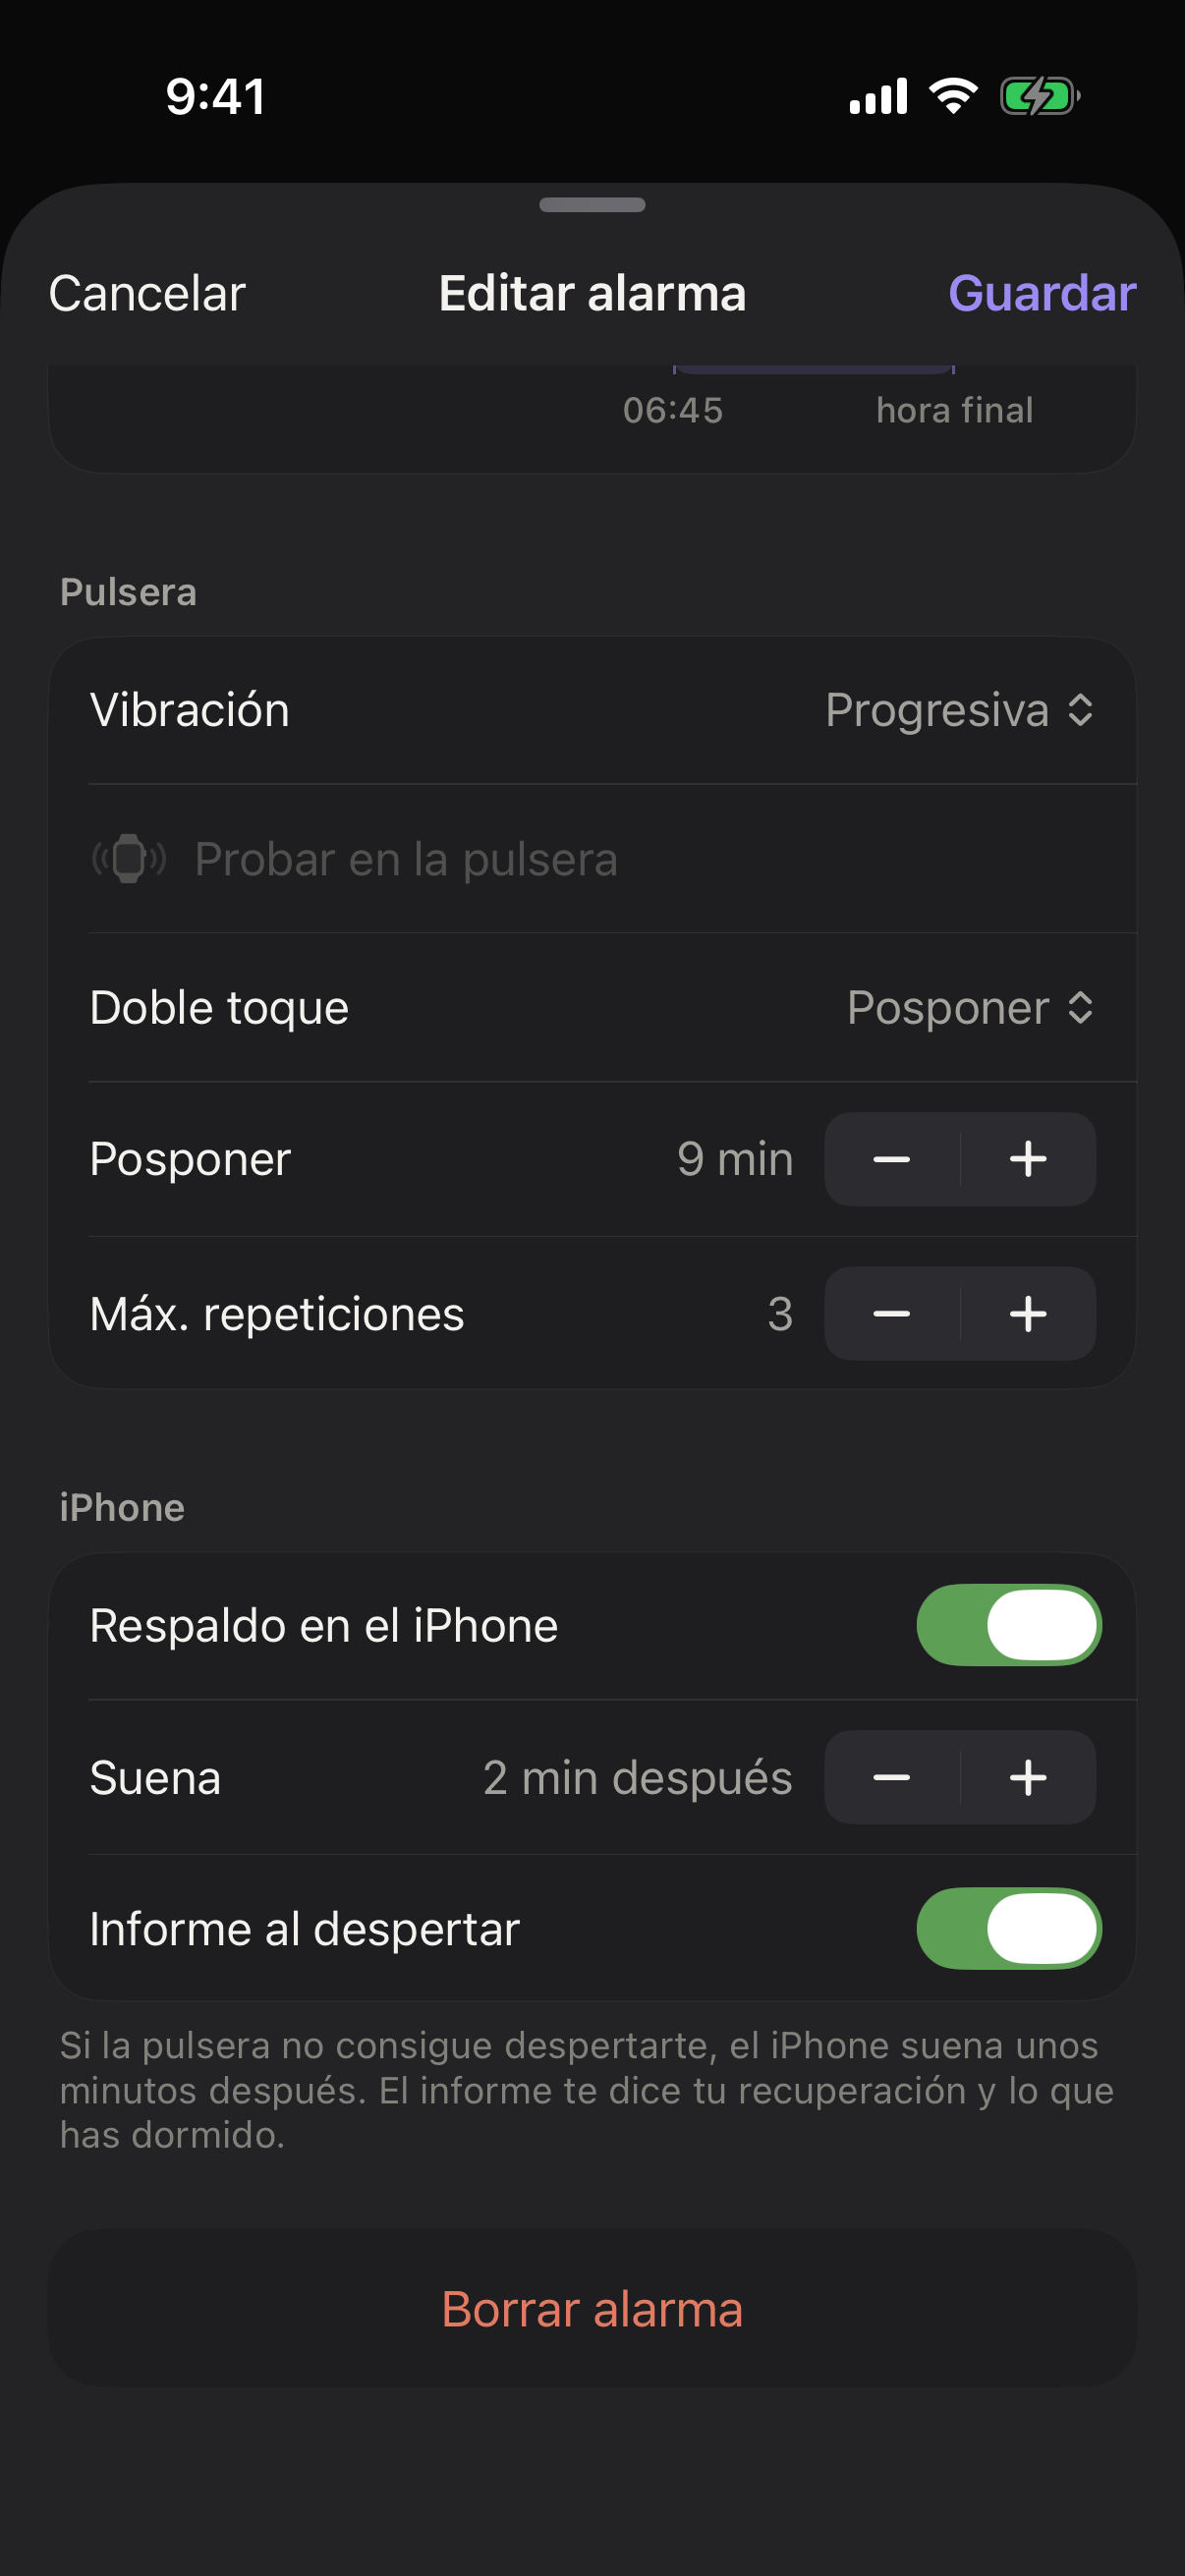 9:41
Cancelar
Editar alarma
Guardar
06:45
hora final
Pulsera
Vibración
Progresiva
Probar en la pulsera
Doble toque
Posponer
Posponer
9 min
Máx. repeticiones
3
iPhone
Respaldo en el iPhone
Suena
2 min después
Informe al despertar
Si la pulsera no consigue despertarte, el iPhone suena unos
minutos después. El informe te dice tu recuperación y lo que
has dormido.
Borrar alarma